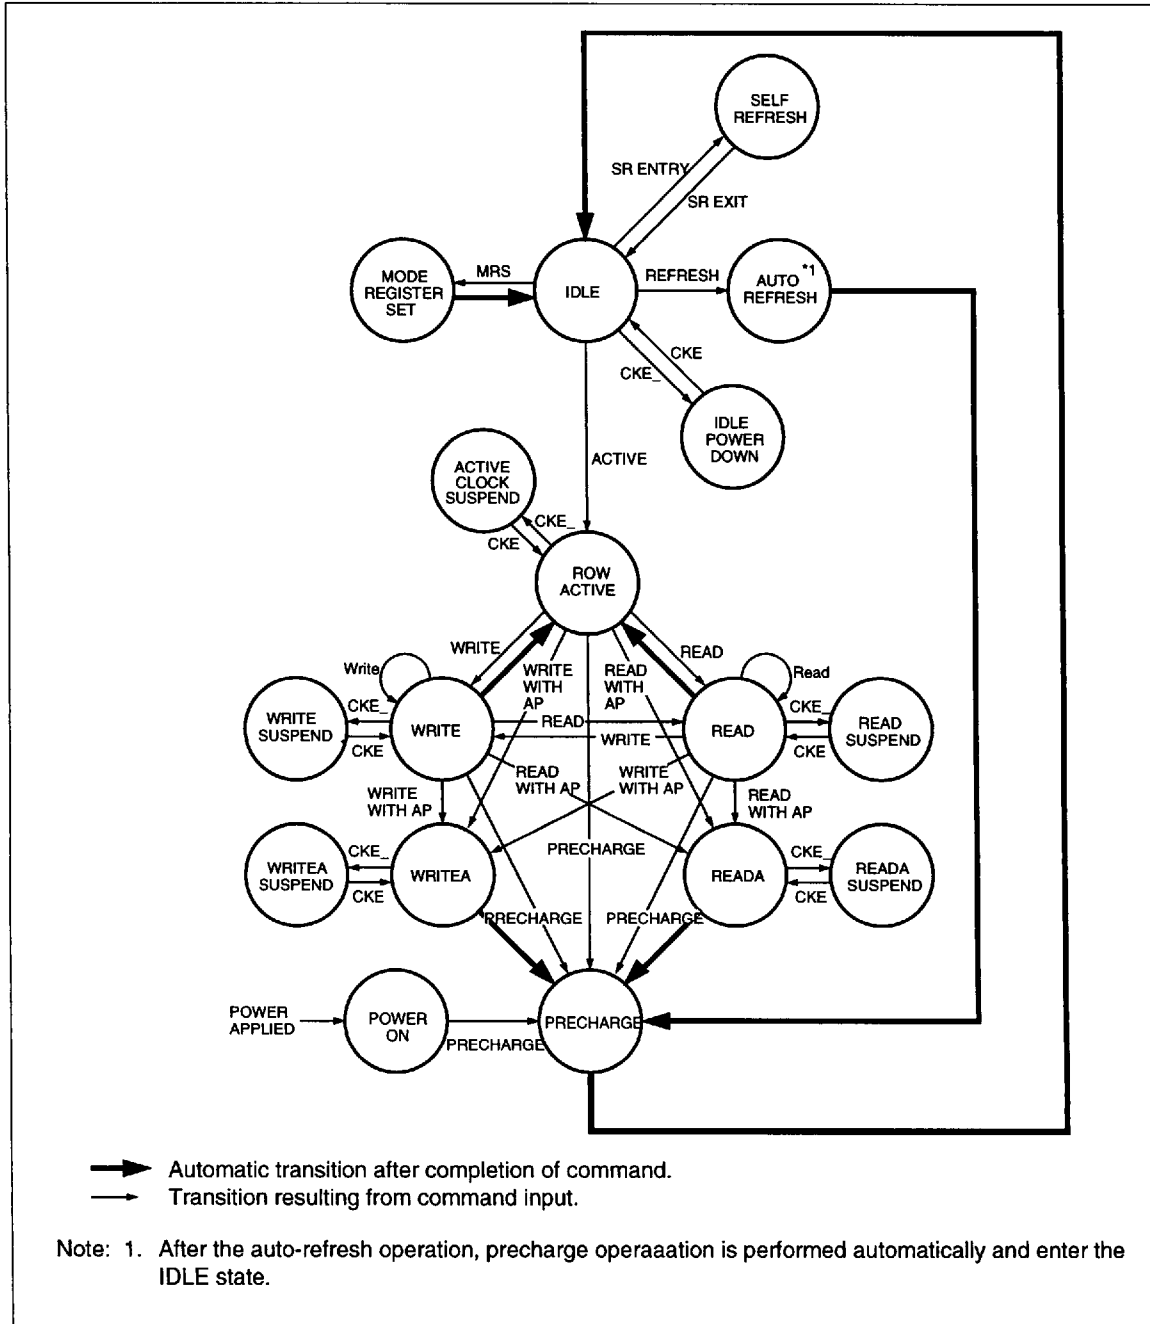 SELF
REFRESH
SR ENTRY
SR EXIT
MODE
REGISTER
SET
MRS
IDLE
REFRESH
AUTO *1
REFRESH
CKE
CKE_
IDLE
POWER
DOWN
ACTIVE
ACTIVE
CLOCK
SUSPEND
CKE_
CKE
ROW
ACTIVE
WRITE
READ
Write
WRITE
WITH
AP
READ
WITH
AP
Read
WRITE
SUSPEND
CKE_
CKE
WRITE
READ
WRITE
READ
CKE_
CKE
READ
SUSPEND
WRITE
WITH AP
READ
WITH AP
WRITE
WITH AP
READ
WITH AP
WRITEA
SUSPEND
CKE_
CKE
WRITEA
PRECHARGE
READA
CKE_
CKE
READA
SUSPEND
PRECHARGE
PRECHARGE
POWER
APPLIED
POWER
ON
PRECHARGE
PRECHARGE
Automatic transition after completion of command.
Transition resulting from command input.
Note: 1. After the auto-refresh operation, precharge operaaation is performed automatically and enter the
IDLE state.